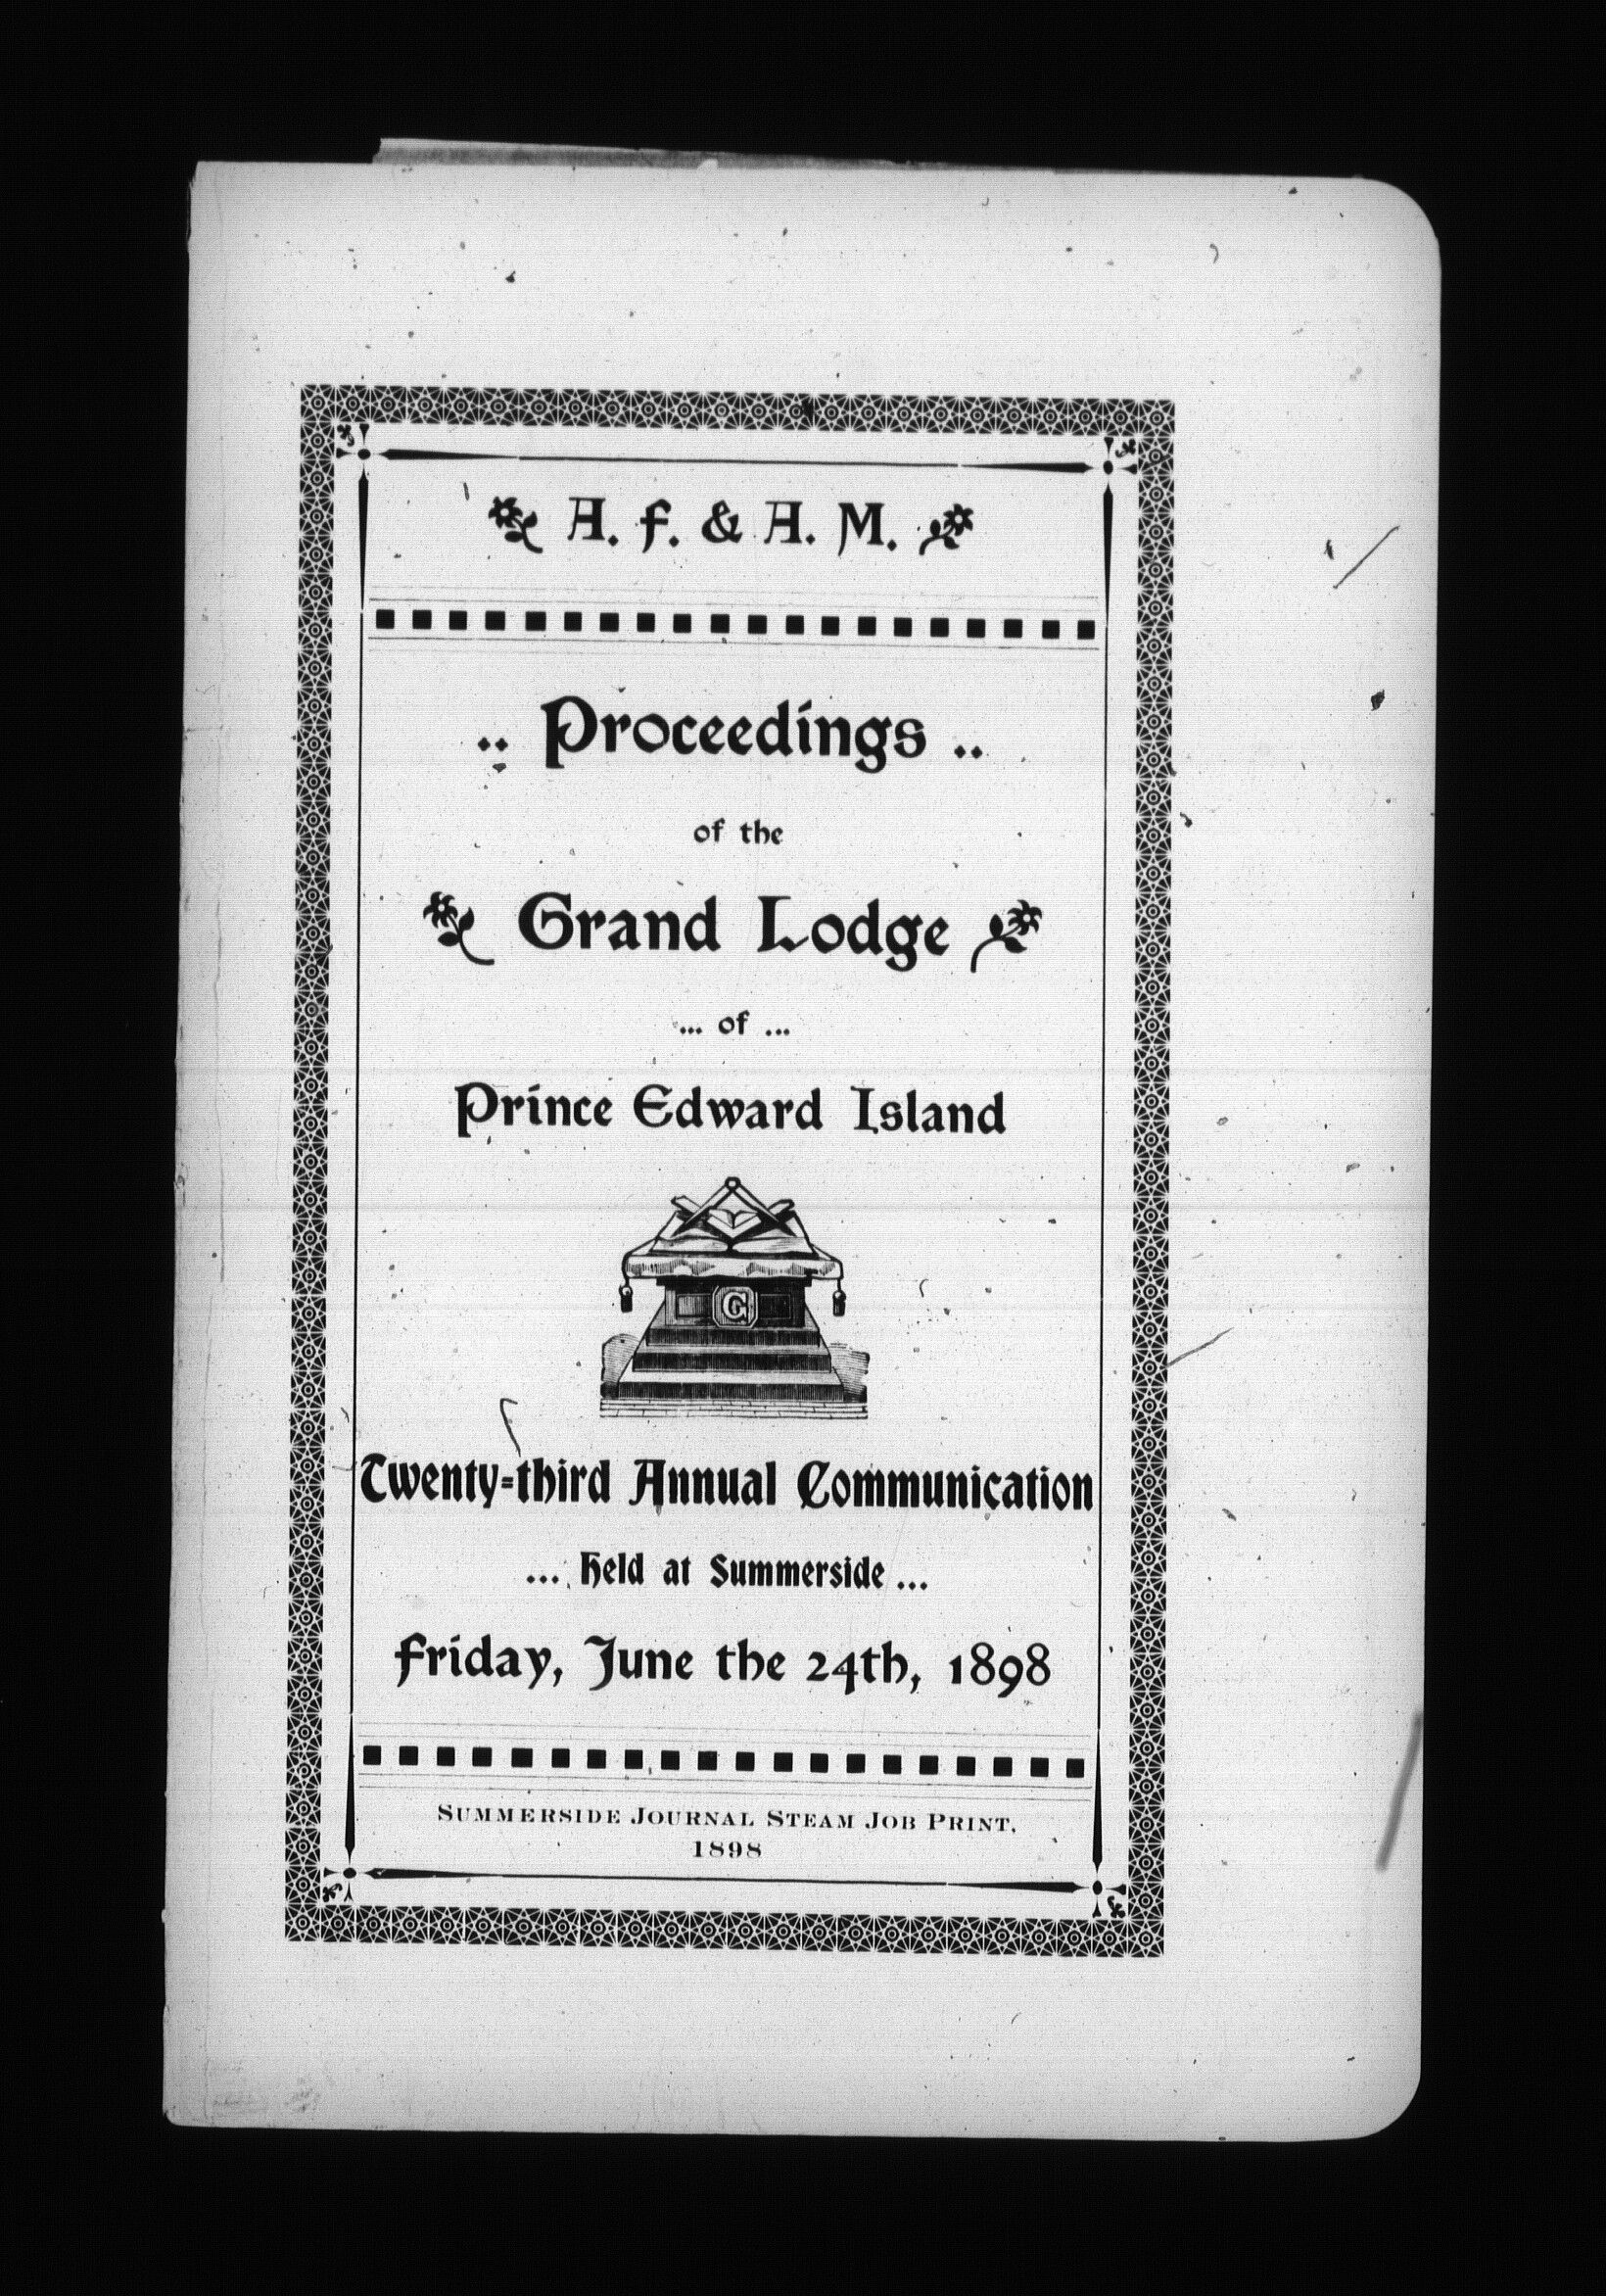 A. F. & A. M.
.. Proceedings ..
of the
Grand Lodge
... of ...
Prince Edward Island
G
Twenty-third Annual Communication
... Held at Summerside ...
Friday, June the 24th, 1898
SUMMERSIDE JOURNAL STEAM JOB PRINT,
1898